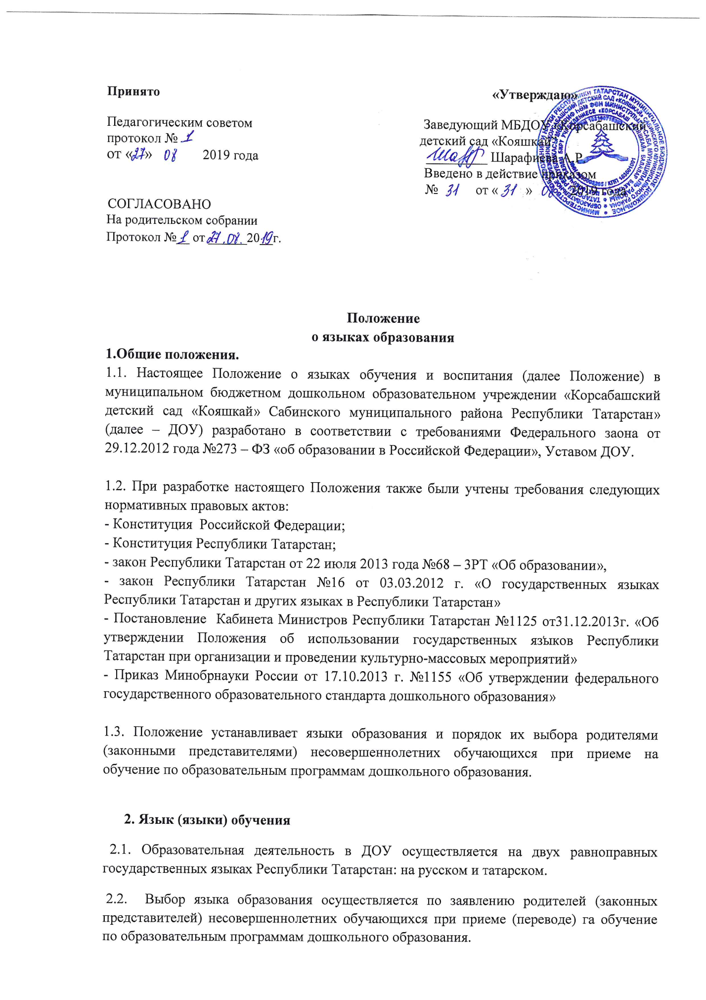 Принято
Педагогическим советом
протокол № 1
от «27» 08 2019 года
СОГЛАСОВАНО
На родительском собрании
Протокол № 1 от 27.08.2019г.
«Утверждаю»
Заведующий МБДОУ «Корсабашский
детский сад «Кояшкай»
Шарафиева А.Р.
Введено в действие приказом
№ 31 от « 31 » 08 2019 года
Положение
о языках образования
1.Общие положения.
1.1. Настоящее Положение о языках обучения и воспитания (далее Положение) в
муниципальном бюджетном дошкольном образовательном учреждении «Корсабашский
детский сад «Кояшкай» Сабинского муниципального района Республики Татарстан»
(далее – ДОУ) разработано в соответствии с требованиями Федерального заона от
29.12.2012 года №273 – ФЗ «об образовании в Российской Федерации», Уставом ДОУ.
1.2. При разработке настоящего Положения также были учтены требования следующих
нормативных правовых актов:
- Конституция Российской Федерации;
- Конституция Республики Татарстан;
- закон Республики Татарстан от 22 июля 2013 года №68 – ЗРТ «Об образовании»,
- закон Республики Татарстан №16 от 03.03.2012 г. «О государственных языках
Республики Татарстан и других языках в Республики Татарстан»
- Постановление Кабинета Министров Республики Татарстан №1125 от31.12.2013г. «Об
утверждении Положения об использовании государственных языков Республики
Татарстан при организации и проведении культурно-массовых мероприятий»
- Приказ Минобрнауки России от 17.10.2013 г. №1155 «Об утверждении федерального
государственного образовательного стандарта дошкольного образования»
1.3. Положение устанавливает языки образования и порядок их выбора родителями
(законными представителями) несовершеннолетних обучающихся при приеме на
обучение по образовательным программам дошкольного образования.
2. Язык (языки) обучения
2.1. Образовательная деятельность в ДОУ осуществляется на двух равноправных
государственных языках Республики Татарстан: на русском и татарском.
2.2. Выбор языка образования осуществляется по заявлению родителей (законных
представителей) несовершеннолетних обучающихся при приеме (переводе) га обучение
по образовательным программам дошкольного образования.